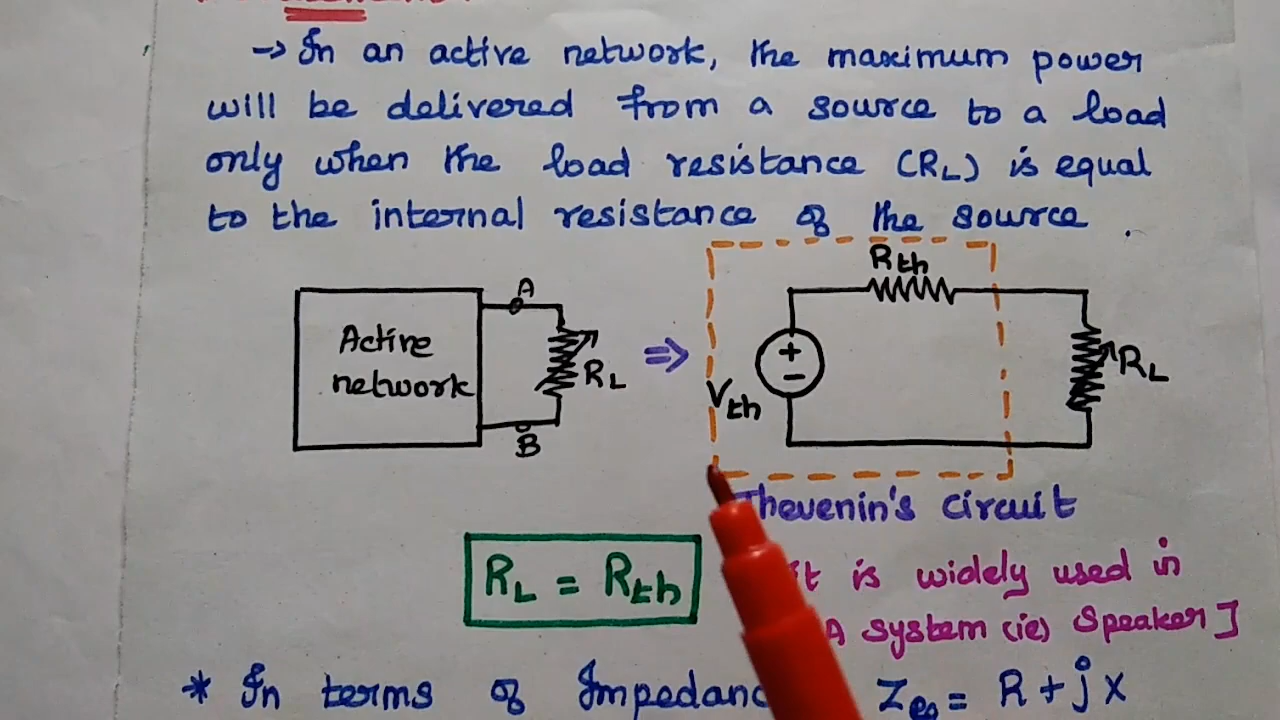 → In an active network, the maximum power
will be delivered from a source to a load
only when the load resistance (RL) is equal
to the internal resistance of the source.
Active
network
A
RL
B
⇒
Rth
+
−
Vth
RL
Thevenin's circuit
RL = Rth
it is widely used in
A system (ie) Speaker]
* In terms of
R + jX